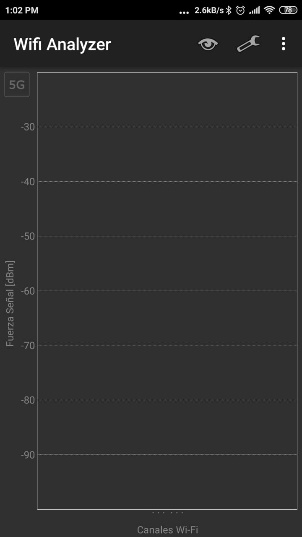 1:02 PM ... 2.6kB/s 76
Wifi Analyzer
5G
-30
-40
-50
-60
-70
-80
-90
Fuerza Señal [dBm]
Canales Wi-Fi